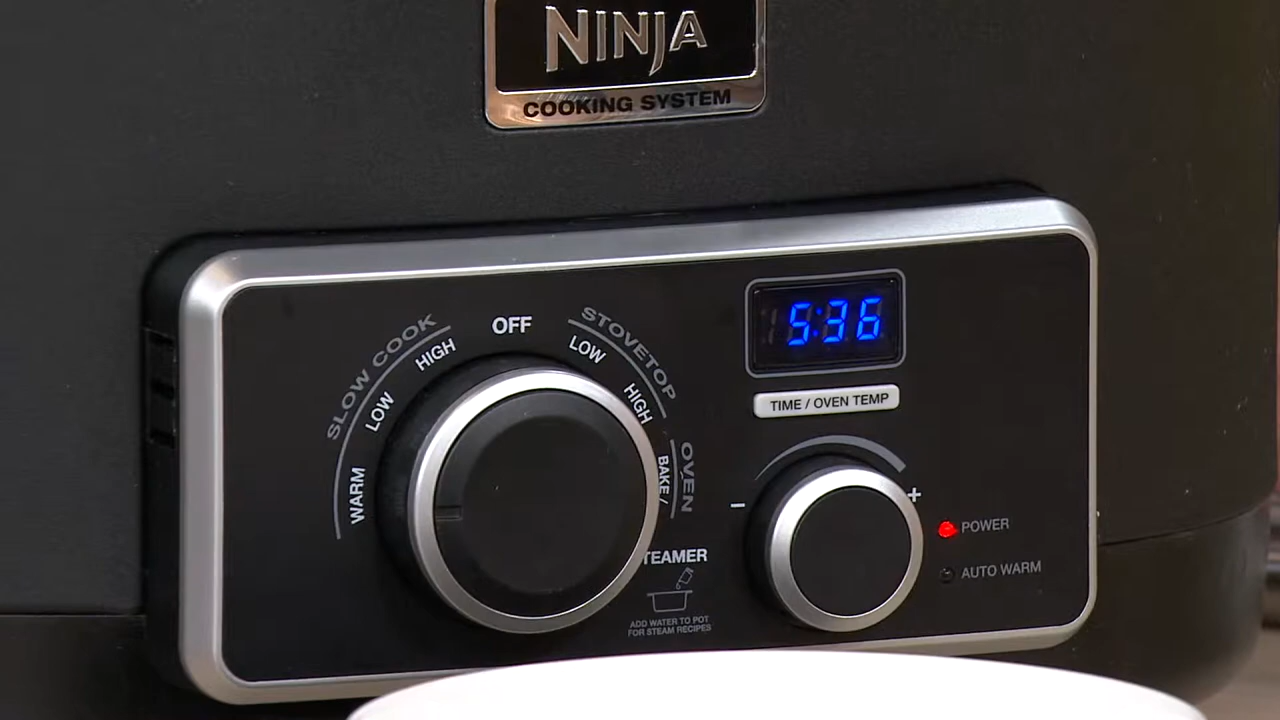 NINJA
COOKING SYSTEM
OFF
SLOW COOK
HIGH
LOW
WARM
STOVETOP
LOW
HIGH
OVEN
BAKE /
TEAMER
ADD WATER TO POT
FOR STEAM RECIPES
5:36
TIME / OVEN TEMP
- +
POWER
AUTO WARM